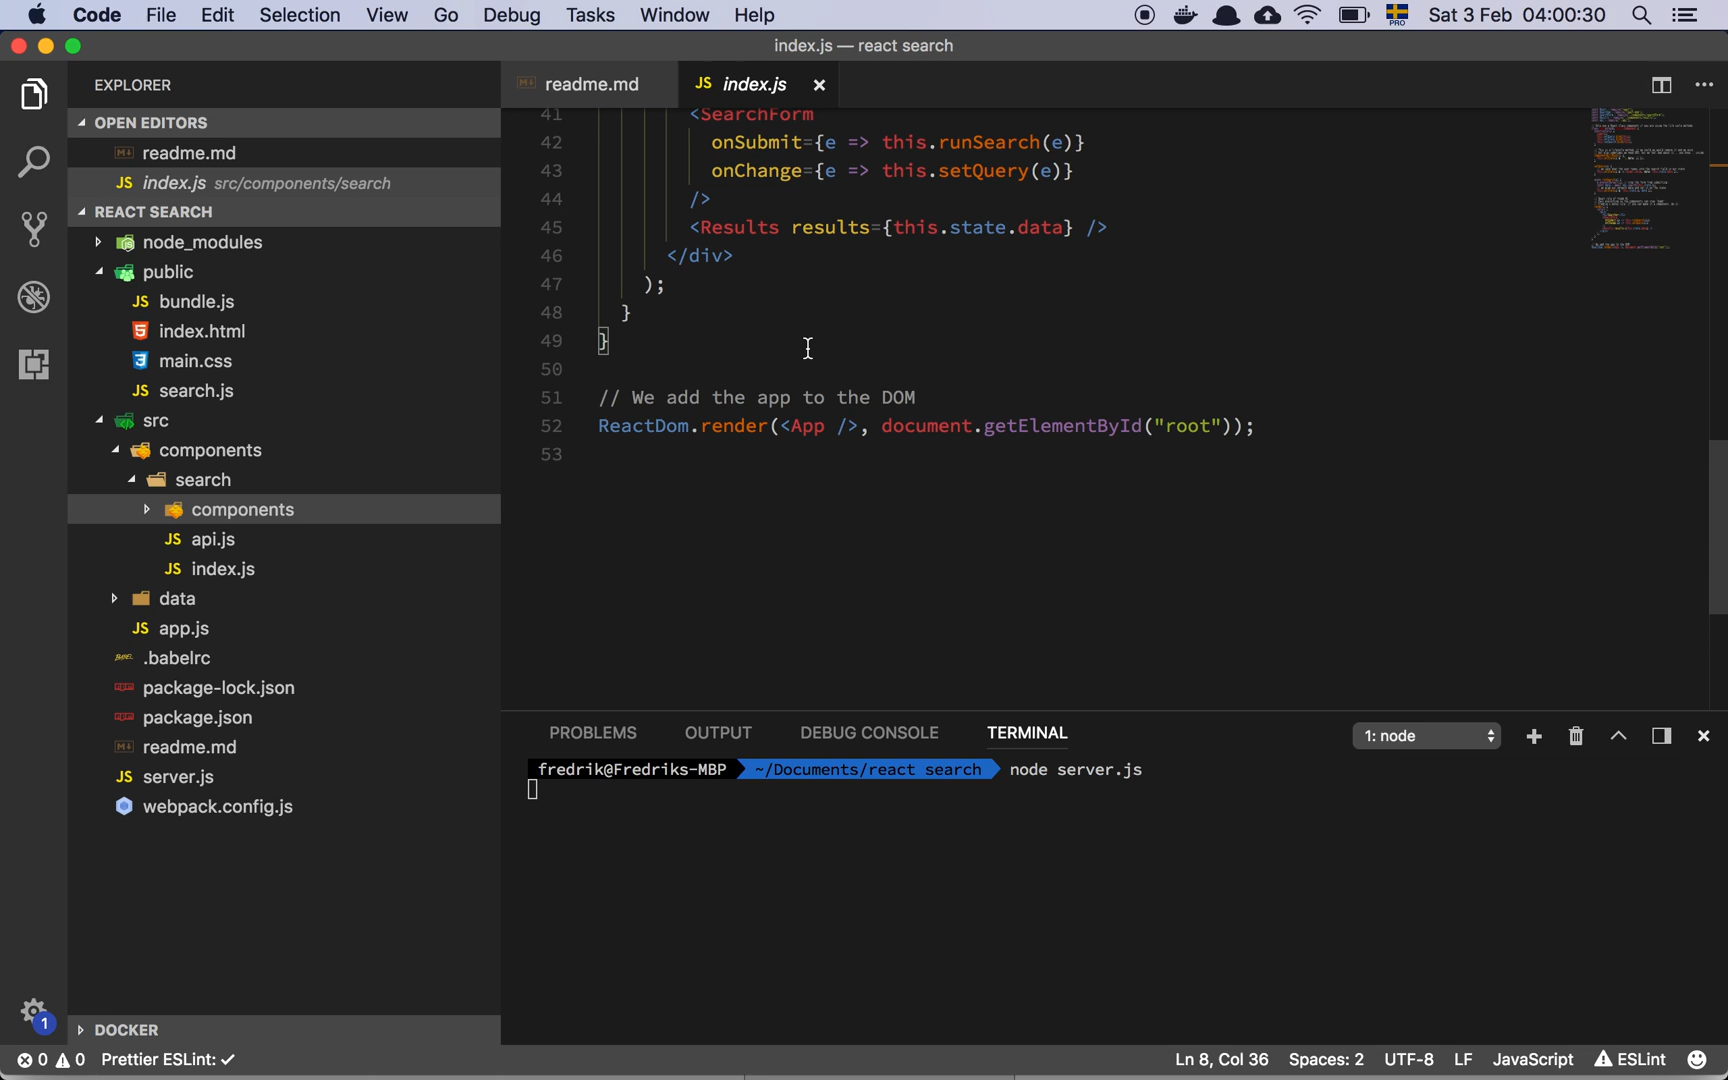 Code File Edit Selection View Go Debug Tasks Window Help PRO Sat 3 Feb 04:00:30
index.js — react search
EXPLORER
OPEN EDITORS
readme.md
JS index.js src/components/search
REACT SEARCH
node_modules
public
JS bundle.js
index.html
main.css
JS search.js
src
components
search
components
JS api.js
JS index.js
data
JS app.js
.babelrc
package-lock.json
package.json
readme.md
JS server.js
webpack.config.js
DOCKER
1
readme.md
JS index.js ×
41 <SearchForm
42 onSubmit={e => this.runSearch(e)}
43 onChange={e => this.setQuery(e)}
44 />
45 <Results results={this.state.data} />
46 </div>
47 );
48 }
49 }
50
51 // We add the app to the DOM
52 ReactDom.render(<App />, document.getElementById("root"));
53
PROBLEMS OUTPUT DEBUG CONSOLE TERMINAL 1: node
fredrik@Fredriks-MBP ~/Documents/react search node server.js
0 0 Prettier ESLint: ✓ Ln 8, Col 36 Spaces: 2 UTF-8 LF JavaScript ESLint